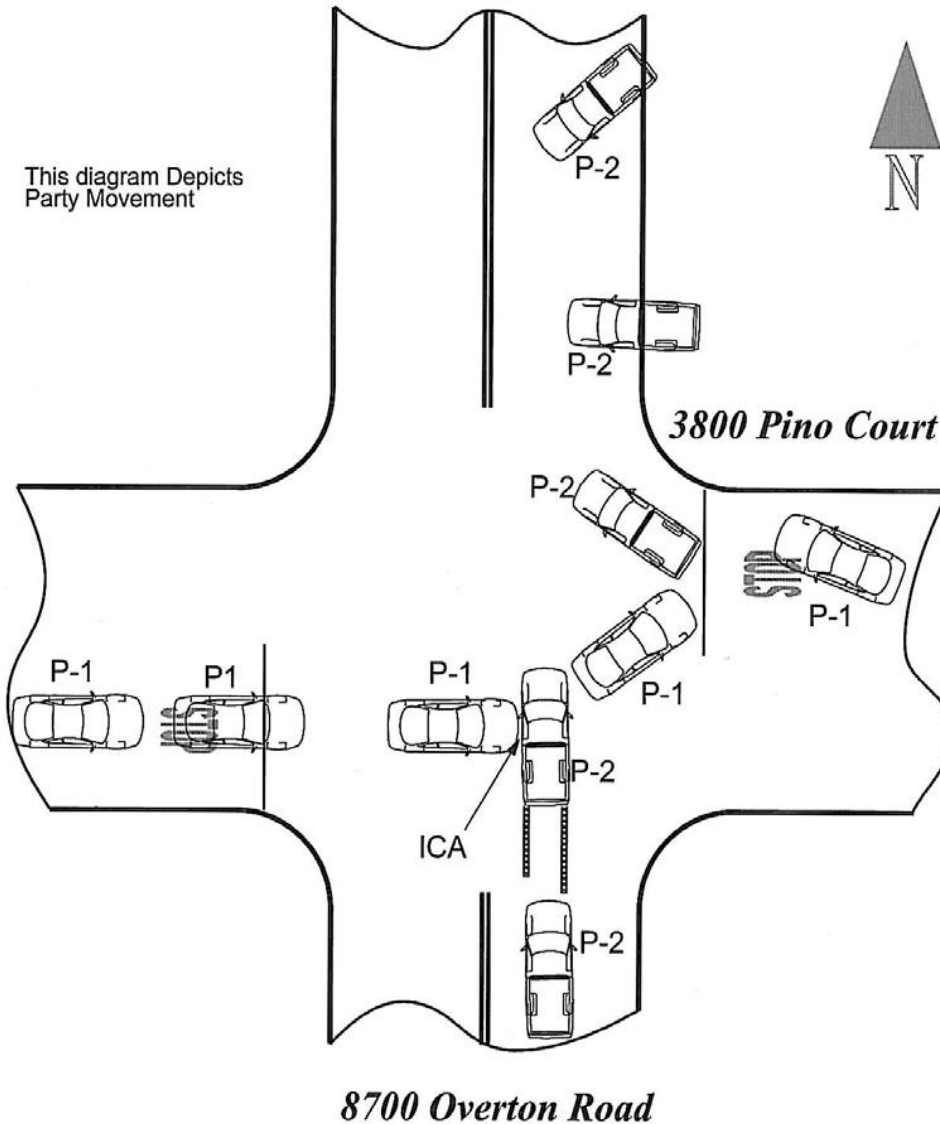 P-2
This diagram Depicts
Party Movement
N
P-2
3800 Pino Court
P-2
STOP
P-1
P-1
P1
P-1
P-1
STOP
P-2
ICA
P-2
8700 Overton Road